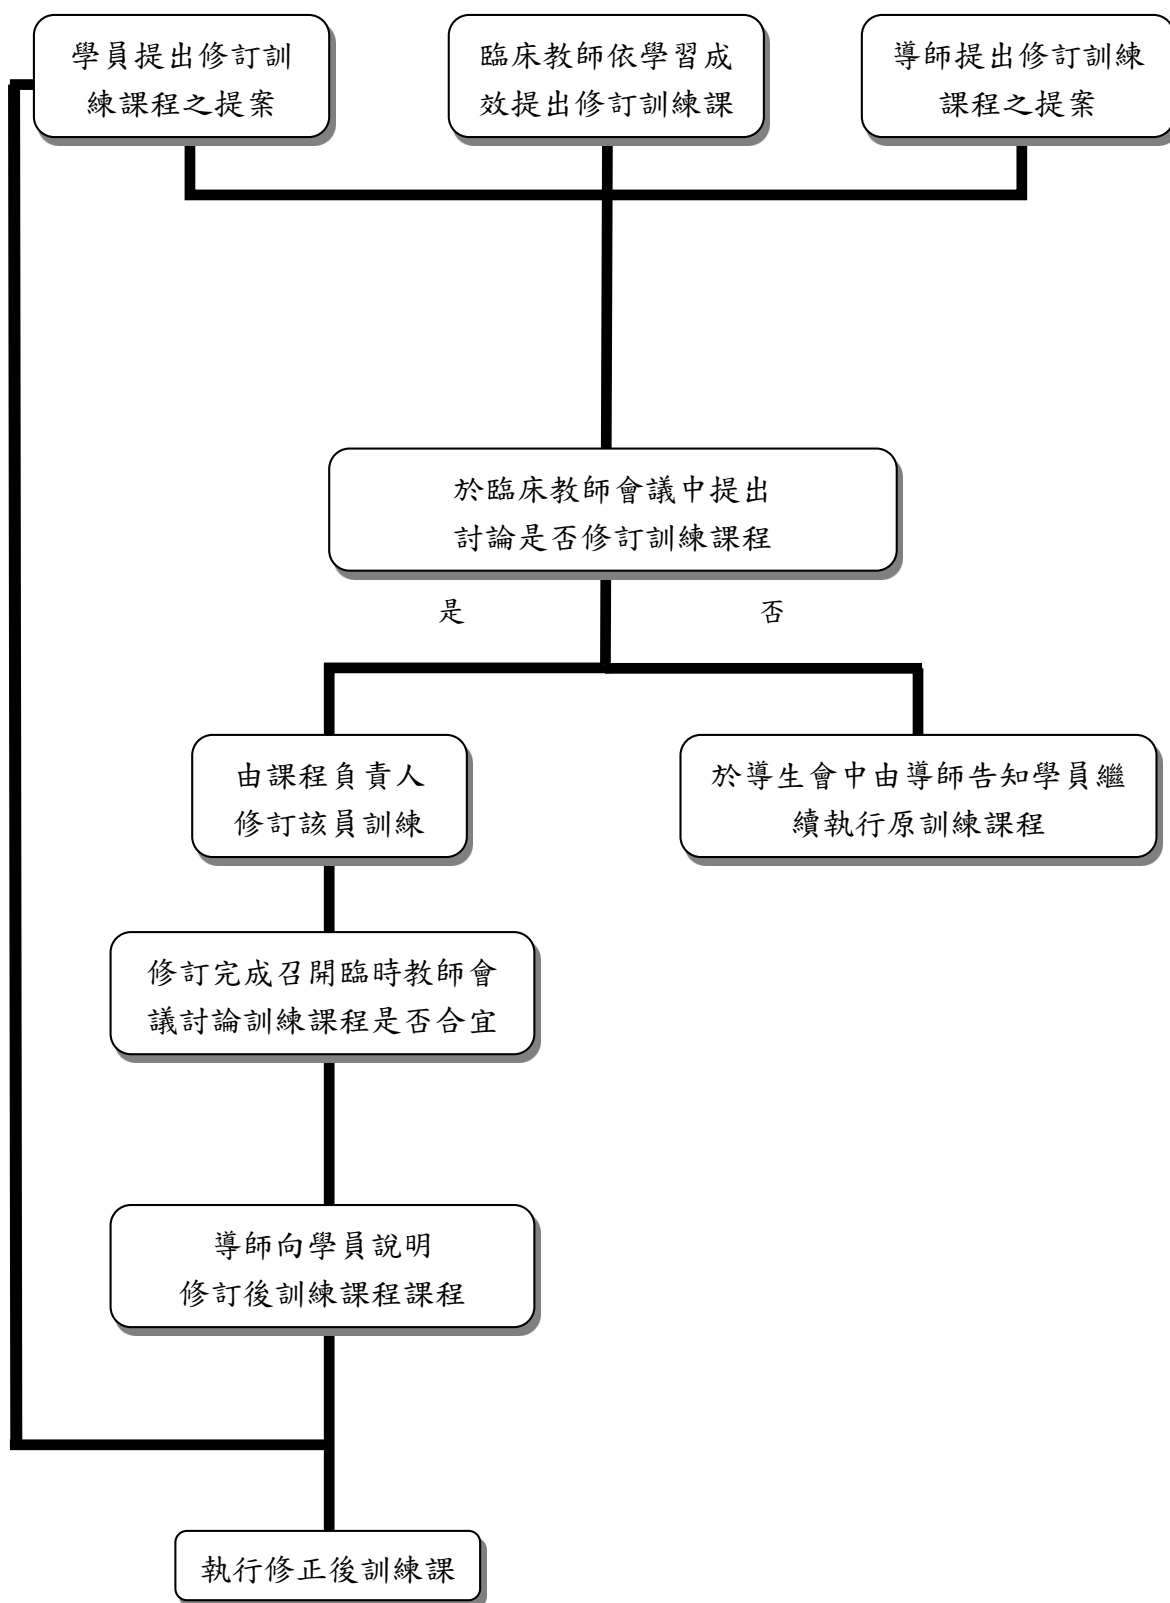 學員提出修訂訓
練課程之提案
臨床教師依學習成
效提出修訂訓練課
導師提出修訂訓練
課程之提案
於臨床教師會議中提出
討論是否修訂訓練課程
是
否
由課程負責人
修訂該員訓練
於導生會中由導師告知學員繼
續執行原訓練課程
修訂完成召開臨時教師會
議討論訓練課程是否合宜
導師向學員說明
修訂後訓練課程課程
執行修正後訓練課